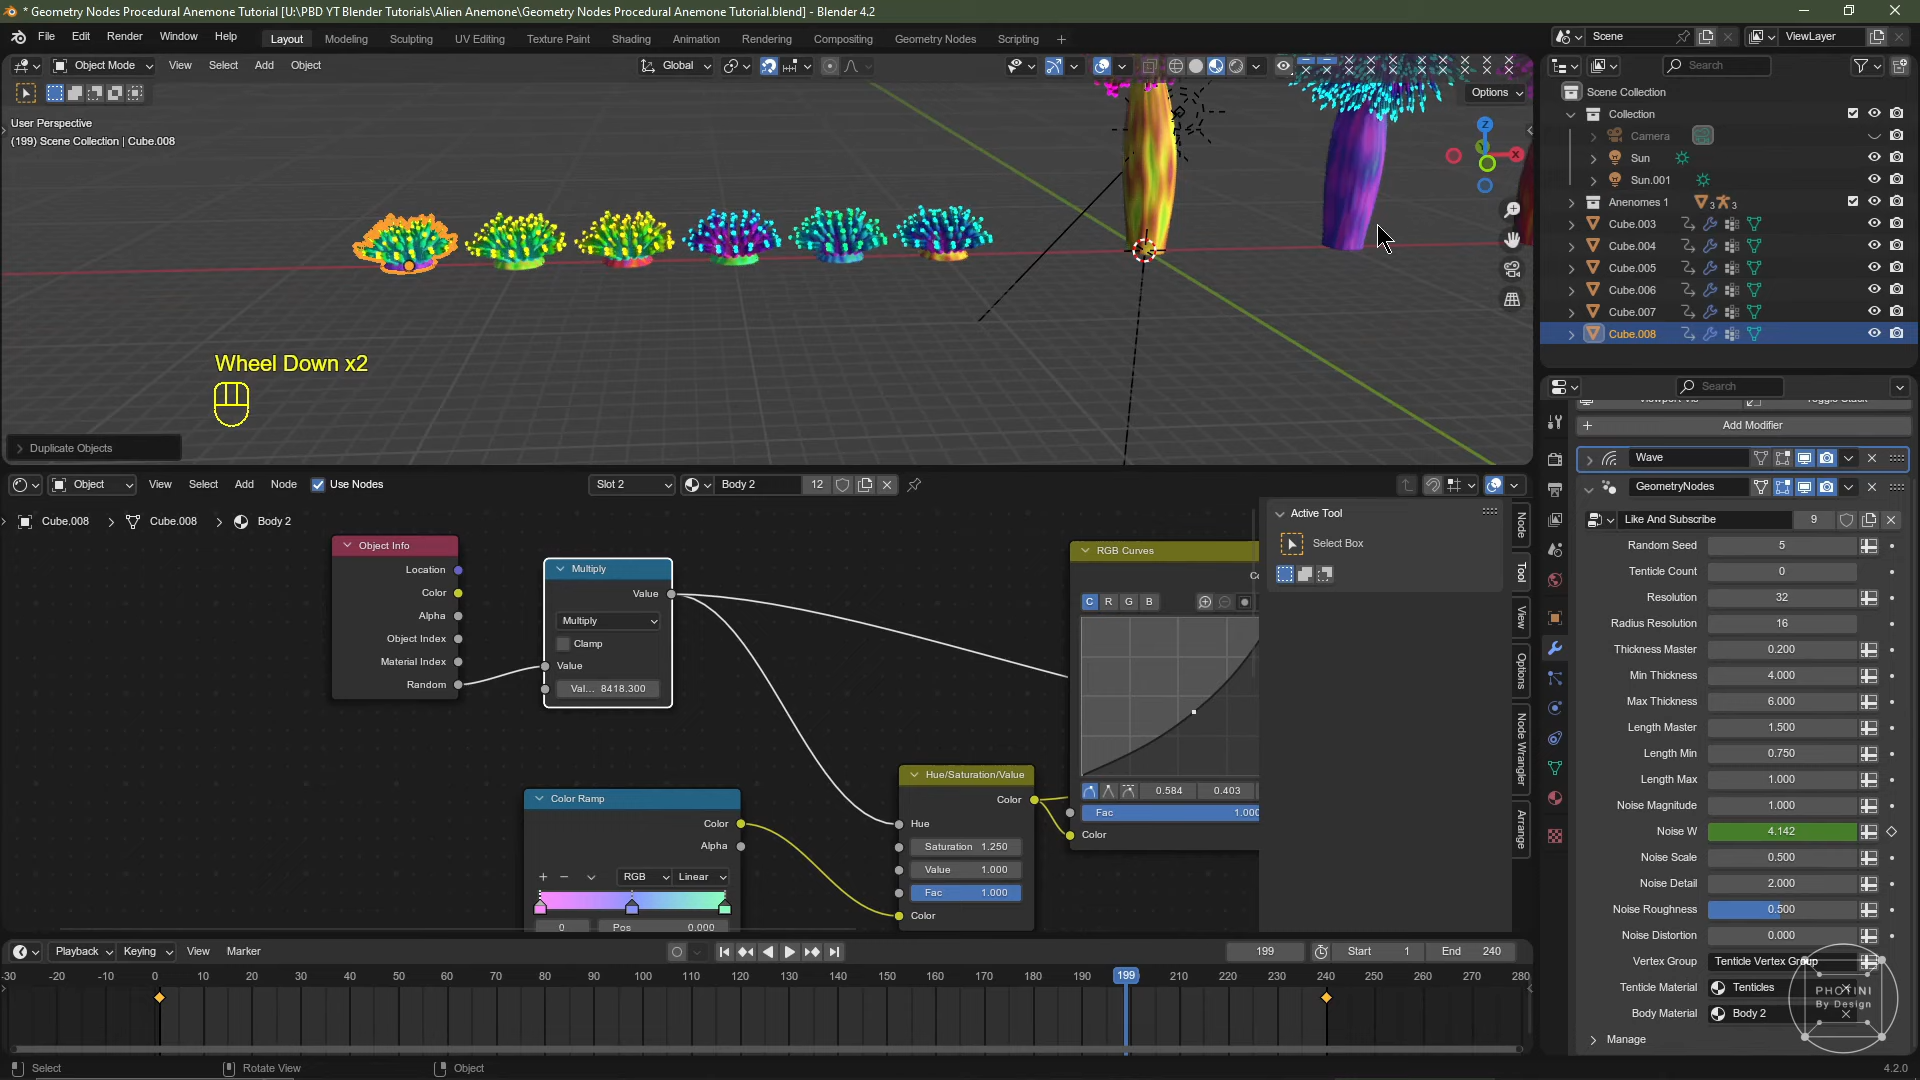 * Geometry Nodes Procedural Anemone Tutorial [U:\PBD YT Blender Tutorials\Alien Anemone\Geometry Nodes Procedural Anemone Tutorial.blend] - Blender 4.2
File Edit Render Window Help Layout Modeling Sculpting UV Editing Texture Paint Shading Animation Rendering Compositing Geometry Nodes Scripting + Scene ViewLayer
Object Mode View Select Add Object Global
Options
Search
User Perspective
(199) Scene Collection | Cube.008
Z
X
Scene Collection
Collection
Camera
Sun
Sun.001
Anenomes 1 3 3
Cube.003
Cube.004
Cube.005
Cube.006
Cube.007
Cube.008
Wheel Down x2
Duplicate Objects
Search
Add Modifier
Wave
GeometryNodes
Like And Subscribe 9
Random Seed 5
Tenticle Count 0
Resolution 32
Radius Resolution 16
Thickness Master 0.200
Min Thickness 4.000
Max Thickness 6.000
Length Master 1.500
Length Min 0.750
Length Max 1.000
Noise Magnitude 1.000
Noise W 4.142
Noise Scale 0.500
Noise Detail 2.000
Noise Roughness 0.500
Noise Distortion 0.000
Vertex Group Tenticle Vertex Group
Tenticle Material Tenticles
Body Material Body 2
Manage
PHOTINI
By Design
Object View Select Add Node Use Nodes Slot 2 Body 2 12
Cube.008 > Cube.008 > Body 2
Object Info
Location
Color
Alpha
Object Index
Material Index
Random
Multiply
Value
Multiply
Clamp
Value
Val... 8418.300
Color Ramp
Color
Alpha
+ − RGB Linear
0 Pos 0.000
Hue/Saturation/Value
Color
Hue
Saturation 1.250
Value 1.000
Fac 1.000
Color
RGB Curves
C R G B
0.584 0.403
Fac 1.000
Color
Active Tool
Select Box
Node
Tool
View
Options
Node Wrangler
Arrange
Playback Keying View Marker 199 Start 1 End 240
-30 -20 -10 0 10 20 30 40 50 60 70 80 90 100 110 120 130 140 150 160 170 180 190 199 210 220 230 240 250 260 270 280
Select Rotate View Object 4.2.0